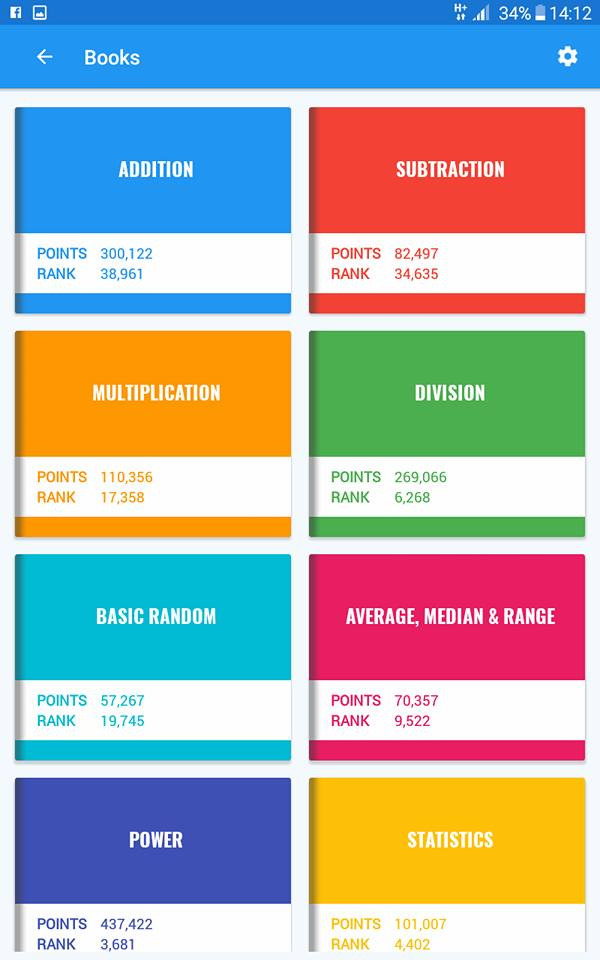 H+ 34% 14:12
Books
ADDITION
POINTS 300,122
RANK 38,961
SUBTRACTION
POINTS 82,497
RANK 34,635
MULTIPLICATION
POINTS 110,356
RANK 17,358
DIVISION
POINTS 269,066
RANK 6,268
BASIC RANDOM
POINTS 57,267
RANK 19,745
AVERAGE, MEDIAN & RANGE
POINTS 70,357
RANK 9,522
POWER
POINTS 437,422
RANK 3,681
STATISTICS
POINTS 101,007
RANK 4,402